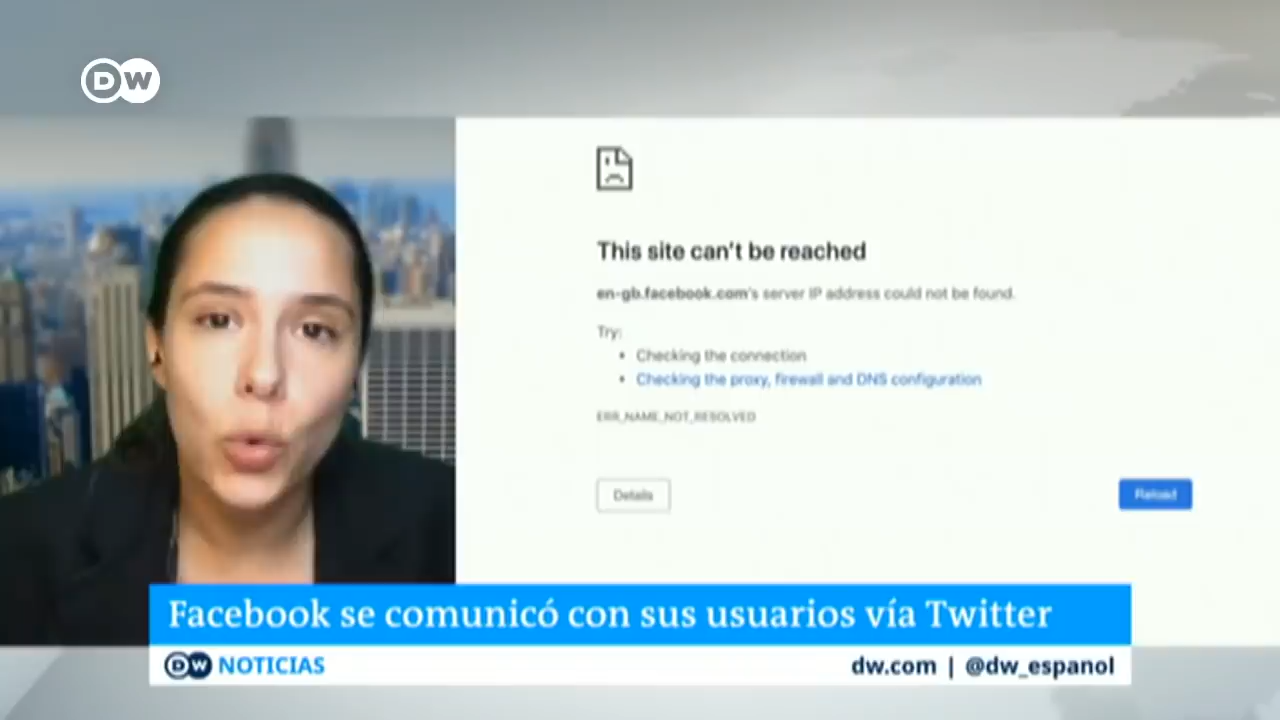 DW
This site can't be reached
en-gb.facebook.com's server IP address could not be found.
Try:
• Checking the connection
• Checking the proxy, firewall and DNS configuration
ERR_NAME_NOT_RESOLVED
Details
Reload
Facebook se comunicó con sus usuarios vía Twitter
DW NOTICIAS
dw.com | @dw_espanol